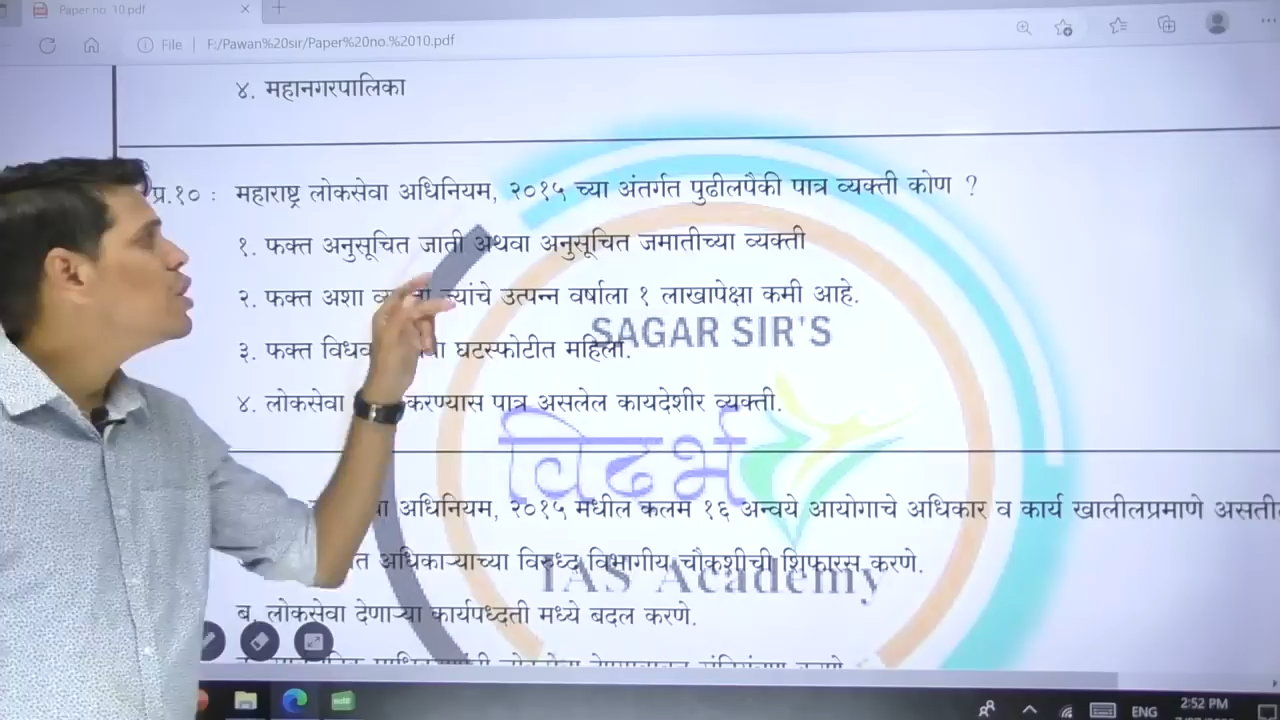 Paper no. 10.pdf
File F:/Pawan%20sir/Paper%20no.%2010.pdf
४. महानगरपालिका
प्र.१० : महाराष्ट्र लोकसेवा अधिनियम, २०१५ च्या अंतर्गत पुढीलपैकी पात्र व्यक्ती कोण ?
१. फक्त अनुसूचित जाती अथवा अनुसूचित जमातीच्या व्यक्ती
२. फक्त अशा ज्यांचे उत्पन्न वर्षाला १ लाखापेक्षा कमी आहे.
३. फक्त घटस्फोटीत महिला.
SAGAR SIR'S
४. लोकसेवा करण्यास पात्र असलेल कायदेशीर व्यक्ती.
विदर्भ
अधिनियम, २०१५ मधील कलम १६ अन्वये आयोगाचे अधिकार व कार्य खालीलप्रमाणे
अधिकाऱ्याच्या विरुध्द विभागीय चौकशीची शिफारस करणे.
IAS Academy
ब. लोकसेवा देणाऱ्या कार्यपध्दती मध्ये बदल करणे.
ENG 2:52 PM